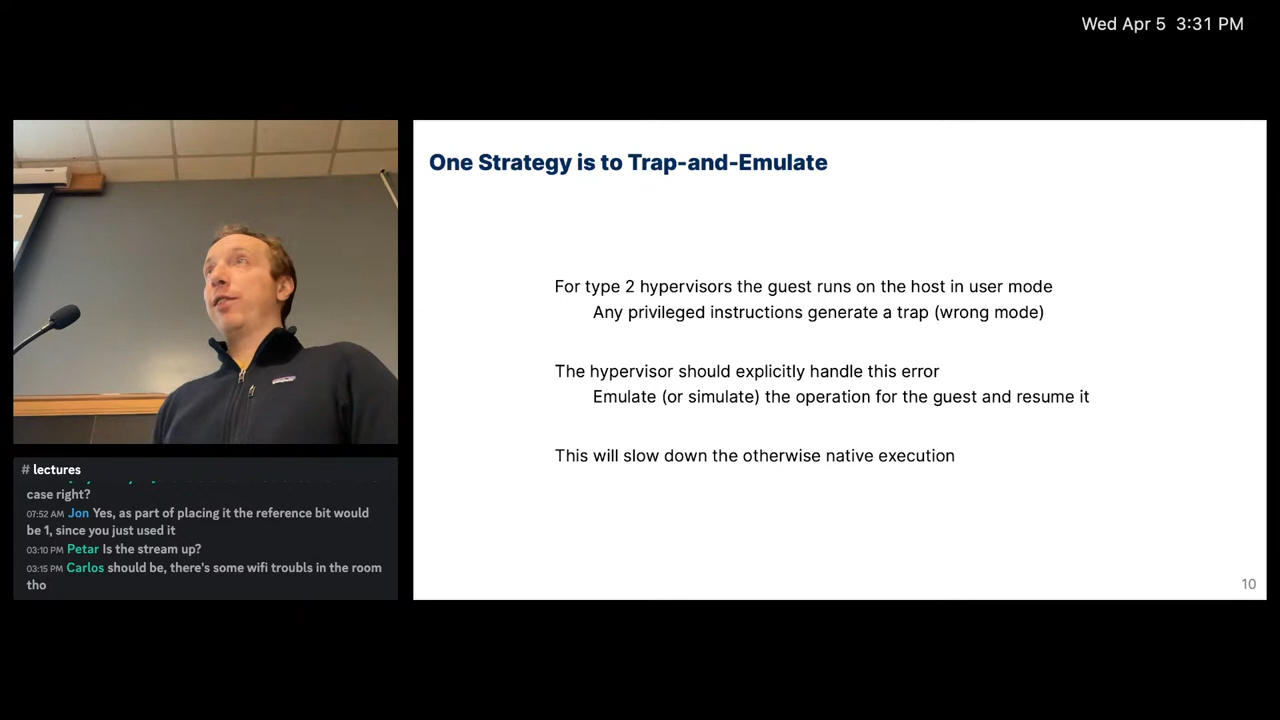 Wed Apr 5 3:31 PM
One Strategy is to Trap-and-Emulate
For type 2 hypervisors the guest runs on the host in user mode
Any privileged instructions generate a trap (wrong mode)
The hypervisor should explicitly handle this error
Emulate (or simulate) the operation for the guest and resume it
This will slow down the otherwise native execution
10
# lectures
case right?
07:52 AM Jon Yes, as part of placing it the reference bit would
be 1, since you just used it
03:10 PM Petar Is the stream up?
03:15 PM Carlos should be, there's some wifi troubls in the room
tho